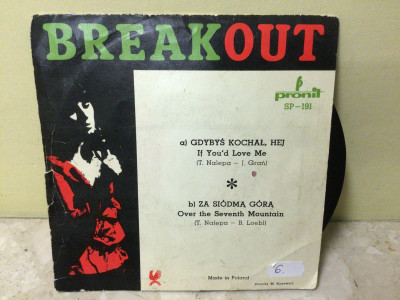 BREAKOUT
pronit
SP-191
a) GDYBYŚ KOCHAŁ, HEJ
If You'd Love Me
(T. Nalepa – J. Grań)
*
b) ZA SIÓDMĄ GÓRĄ
Over the Seventh Mountain
(T. Nalepa – B. Loebl)
6
Made in Poland